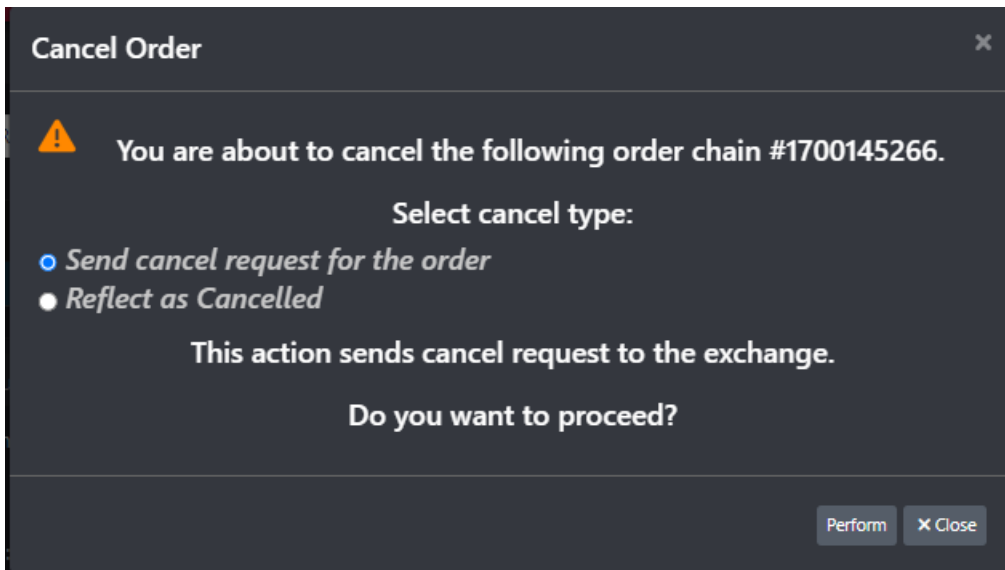 Cancel Order
×
You are about to cancel the following order chain #1700145266.
Select cancel type:
Send cancel request for the order
Reflect as Cancelled
This action sends cancel request to the exchange.
Do you want to proceed?
Perform × Close